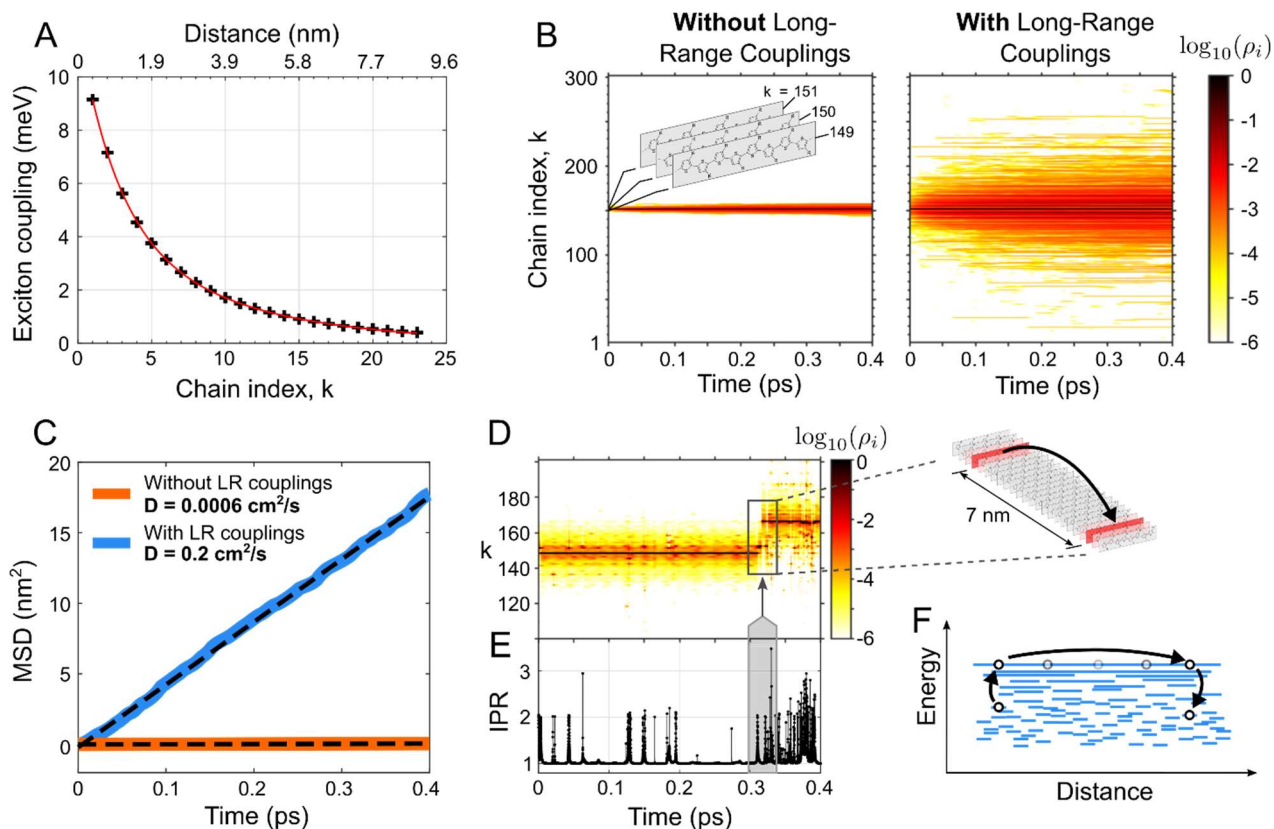 A
Distance (nm)
0 1.9 3.9 5.8 7.7 9.6
Exciton coupling (meV)
10
8
6
4
2
0
0 5 10 15 20 25
Chain index, k
B
Without Long-
Range Couplings
With Long-Range
Couplings
log10(ρi)
Chain index, k
300
200
100
1
k = 151
150
149
0 0.1 0.2 0.3 0.4
Time (ps)
0 0.1 0.2 0.3 0.4
Time (ps)
0
-1
-2
-3
-4
-5
-6
C
MSD (nm²)
20
15
10
5
0
Without LR couplings
D = 0.0006 cm²/s
With LR couplings
D = 0.2 cm²/s
0 0.1 0.2 0.3 0.4
Time (ps)
D
log10(ρi)
k
180
160
140
120
0
-2
-4
-6
7 nm
E
IPR
3
2
1
0 0.1 0.2 0.3 0.4
Time (ps)
F
Energy
Distance